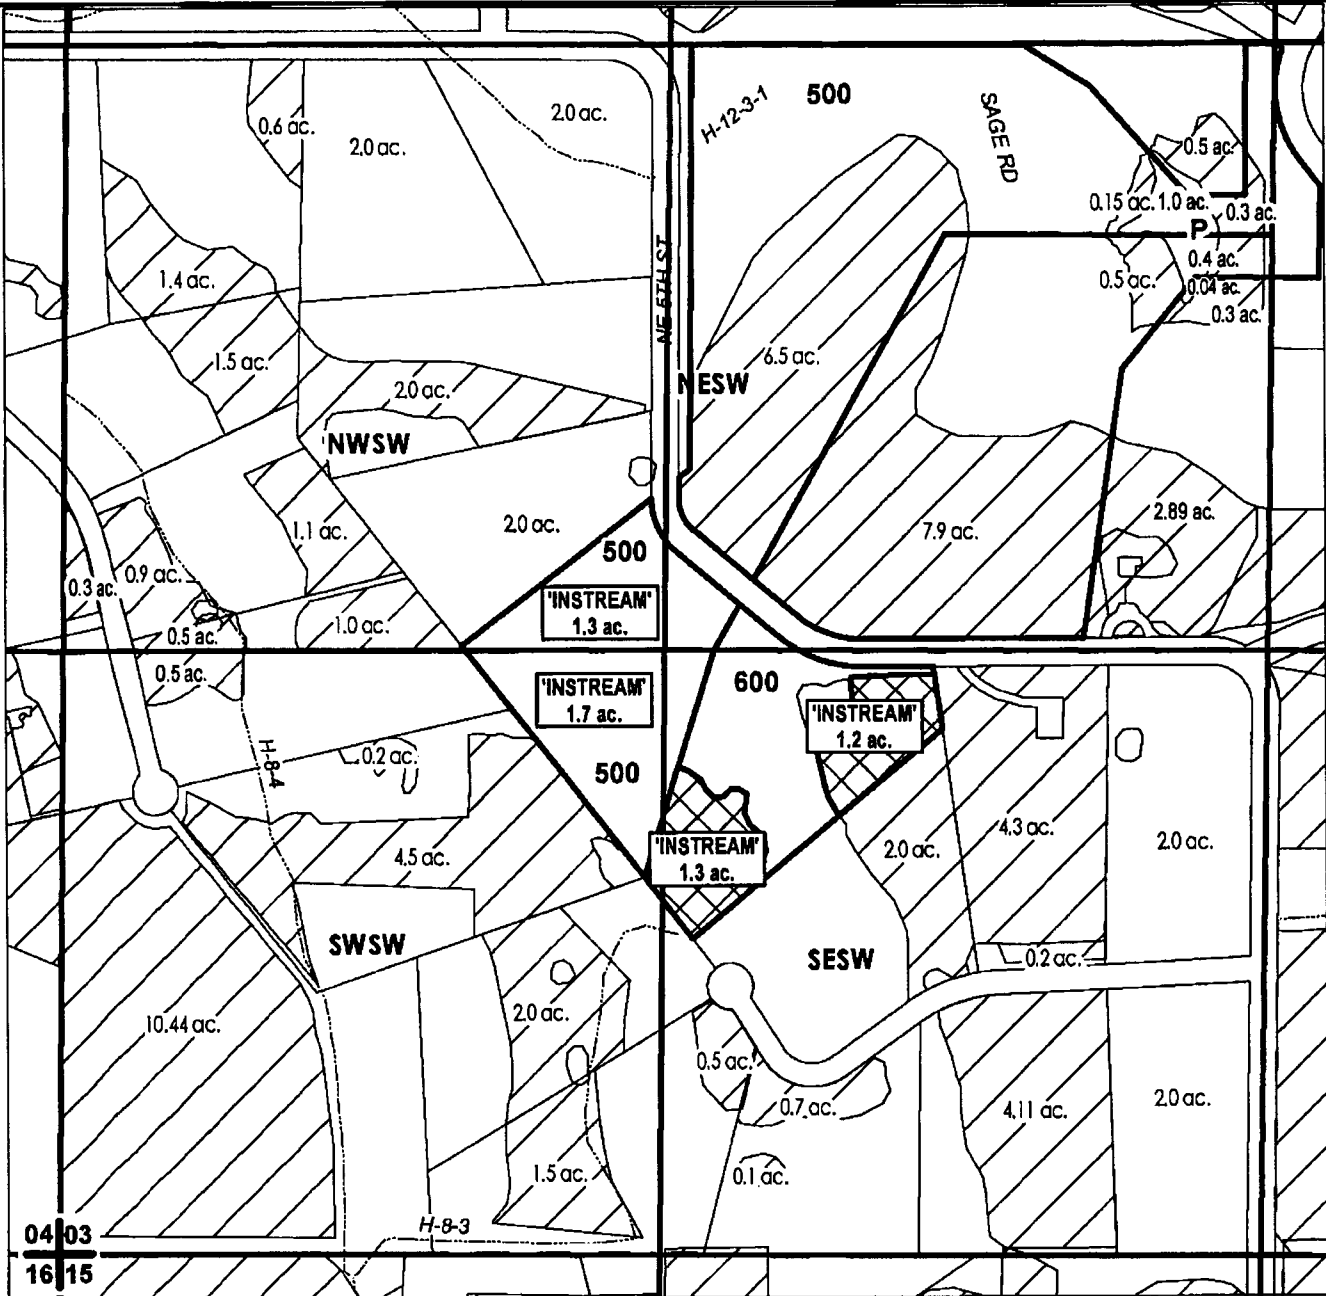 500
2.0 ac.
0.6 ac.
2.0 ac.
H-12-3-1
SAGE RD
0.5 ac.
0.15 ac.
1.0 ac.
0.3 ac.
P
0.4 ac.
0.5 ac.
0.04 ac.
0.3 ac.
1.4 ac.
NE 5TH ST
1.5 ac.
6.5 ac.
2.0 ac.
NESW
NWSW
1.1 ac.
2.0 ac.
500
7.9 ac.
2.89 ac.
0.3 ac.
0.9 ac.
'INSTREAM'
1.3 ac.
0.5 ac.
1.0 ac.
0.5 ac.
'INSTREAM'
1.7 ac.
600
'INSTREAM'
1.2 ac.
H-8-4
0.2 ac.
500
4.5 ac.
'INSTREAM'
1.3 ac.
2.0 ac.
4.3 ac.
2.0 ac.
SWSW
SESW
0.2 ac.
10.44 ac.
2.0 ac.
0.5 ac.
0.7 ac.
4.11 ac.
2.0 ac.
1.5 ac.
0.1 ac.
H-8-3
04 03
16 15